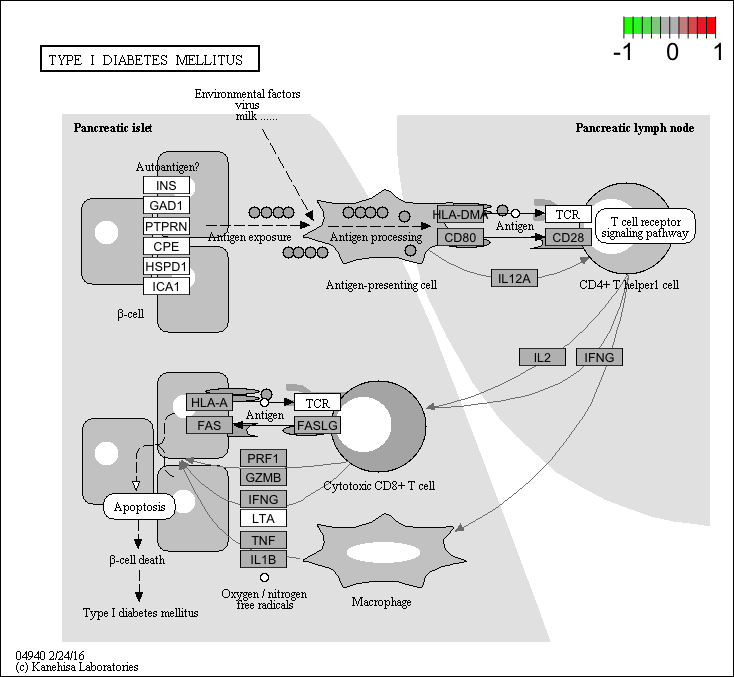 -1 0 1
TYPE I DIABETES MELLITUS
Environmental factors
virus
milk ......
Pancreatic islet
Pancreatic lymph node
Autoantigen?
INS
GAD1
PTPRN
CPE
HSPD1
ICA1
β-cell
Antigen exposure
Antigen processing
Antigen-presenting cell
HLA-DMA
CD80
Antigen
TCR
CD28
T cell receptor
signaling pathway
IL12A
CD4+ T helper1 cell
IL2
IFNG
HLA-A
FAS
Antigen
TCR
FASLG
PRF1
GZMB
IFNG
LTA
TNF
IL1B
Cytotoxic CD8+ T cell
Apoptosis
β-cell death
Type I diabetes mellitus
Oxygen / nitrogen
free radicals
Macrophage
04940 2/24/16
(c) Kanehisa Laboratories